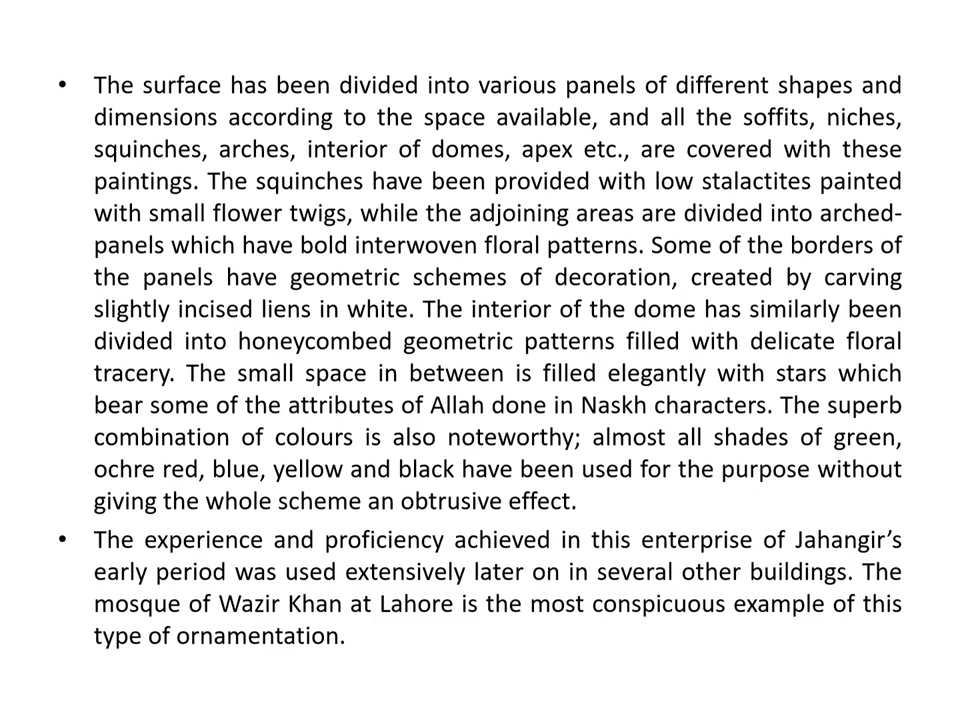 • The surface has been divided into various panels of different shapes and
dimensions according to the space available, and all the soffits, niches,
squinches, arches, interior of domes, apex etc., are covered with these
paintings. The squinches have been provided with low stalactites painted
with small flower twigs, while the adjoining areas are divided into arched-
panels which have bold interwoven floral patterns. Some of the borders of
the panels have geometric schemes of decoration, created by carving
slightly incised liens in white. The interior of the dome has similarly been
divided into honeycombed geometric patterns filled with delicate floral
tracery. The small space in between is filled elegantly with stars which
bear some of the attributes of Allah done in Naskh characters. The superb
combination of colours is also noteworthy; almost all shades of green,
ochre red, blue, yellow and black have been used for the purpose without
giving the whole scheme an obtrusive effect.
• The experience and proficiency achieved in this enterprise of Jahangir’s
early period was used extensively later on in several other buildings. The
mosque of Wazir Khan at Lahore is the most conspicuous example of this
type of ornamentation.